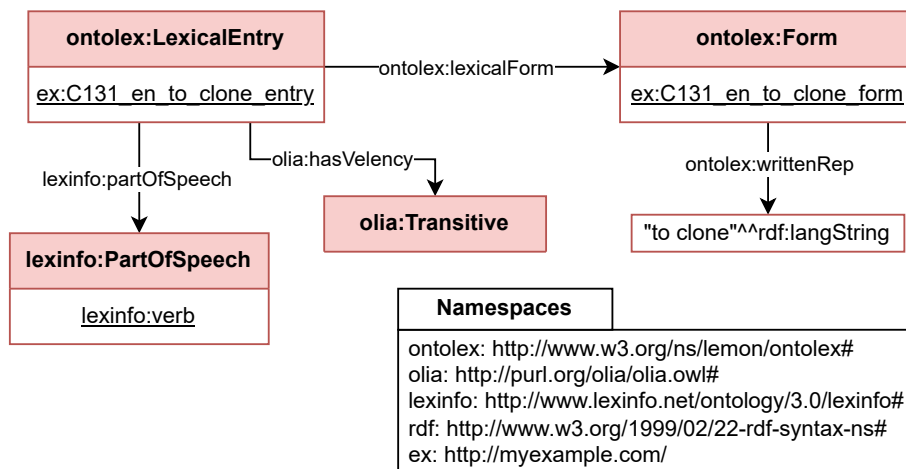 ontolex:LexicalEntry
ex:C131_en_to_clone_entry
ontolex:lexicalForm
ontolex:Form
ex:C131_en_to_clone_form
lexinfo:partOfSpeech
olia:hasVelency
ontolex:writtenRep
olia:Transitive
"to clone"^^rdf:langString
lexinfo:PartOfSpeech
lexinfo:verb
Namespaces
ontolex: http://www.w3.org/ns/lemon/ontolex#
olia: http://purl.org/olia/olia.owl#
lexinfo: http://www.lexinfo.net/ontology/3.0/lexinfo#
rdf: http://www.w3.org/1999/02/22-rdf-syntax-ns#
ex: http://myexample.com/